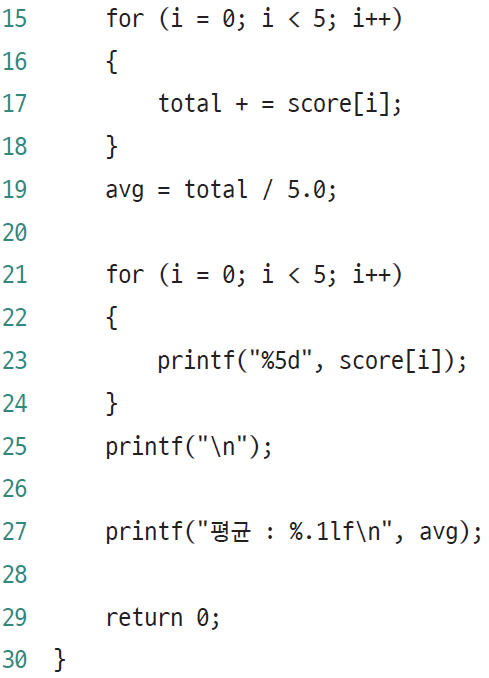 15 for (i = 0; i < 5; i++)
16 {
17 total + = score[i];
18 }
19 avg = total / 5.0;
20
21 for (i = 0; i < 5; i++)
22 {
23 printf("%5d", score[i]);
24 }
25 printf("\n");
26
27 printf("평균 : %.1lf\n", avg);
28
29 return 0;
30 }